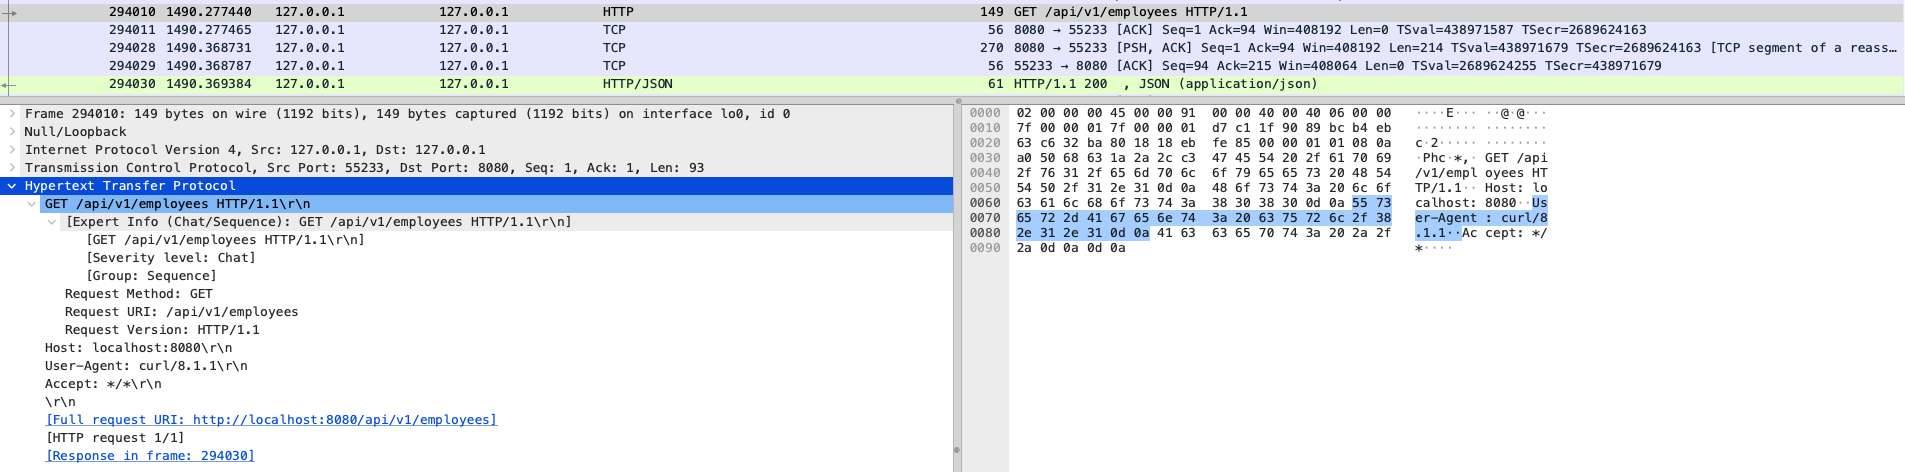 294010 1490.277440 127.0.0.1 127.0.0.1 HTTP 149 GET /api/v1/employees HTTP/1.1
294011 1490.277465 127.0.0.1 127.0.0.1 TCP 56 8080 → 55233 [ACK] Seq=1 Ack=94 Win=408192 Len=0 TSval=438971587 TSecr=2689624163
294028 1490.368731 127.0.0.1 127.0.0.1 TCP 270 8080 → 55233 [PSH, ACK] Seq=1 Ack=94 Win=408192 Len=214 TSval=438971679 TSecr=2689624163 [TCP segment of a reass…
294029 1490.368787 127.0.0.1 127.0.0.1 TCP 56 55233 → 8080 [ACK] Seq=94 Ack=215 Win=408064 Len=0 TSval=2689624255 TSecr=438971679
294030 1490.369384 127.0.0.1 127.0.0.1 HTTP/JSON 61 HTTP/1.1 200 , JSON (application/json)
Frame 294010: 149 bytes on wire (1192 bits), 149 bytes captured (1192 bits) on interface lo0, id 0
Null/Loopback
Internet Protocol Version 4, Src: 127.0.0.1, Dst: 127.0.0.1
Transmission Control Protocol, Src Port: 55233, Dst Port: 8080, Seq: 1, Ack: 1, Len: 93
Hypertext Transfer Protocol
GET /api/v1/employees HTTP/1.1\r\n
[Expert Info (Chat/Sequence): GET /api/v1/employees HTTP/1.1\r\n]
[GET /api/v1/employees HTTP/1.1\r\n]
[Severity level: Chat]
[Group: Sequence]
Request Method: GET
Request URI: /api/v1/employees
Request Version: HTTP/1.1
Host: localhost:8080\r\n
User-Agent: curl/8.1.1\r\n
Accept: */*\r\n
\r\n
[Full request URI: http://localhost:8080/api/v1/employees]
[HTTP request 1/1]
[Response in frame: 294030]
0000 02 00 00 00 45 00 00 91 00 00 40 00 40 06 00 00 ····E··· ··@·@···
0010 7f 00 00 01 7f 00 00 01 d7 c1 1f 90 89 bc b4 eb ········ ········
0020 63 c6 32 ba 80 18 18 eb fe 85 00 00 01 01 08 0a c·2····· ········
0030 a0 50 68 63 1a 2a 2c c3 47 45 54 20 2f 61 70 69 ·Phc·*,· GET /api
0040 2f 76 31 2f 65 6d 70 6c 6f 79 65 65 73 20 48 54 /v1/empl oyees HT
0050 54 50 2f 31 2e 31 0d 0a 48 6f 73 74 3a 20 6c 6f TP/1.1·· Host: lo
0060 63 61 6c 68 6f 73 74 3a 38 30 38 30 0d 0a 55 73 calhost: 8080··Us
0070 65 72 2d 41 67 65 6e 74 3a 20 63 75 72 6c 2f 38 er-Agent : curl/8
0080 2e 31 2e 31 0d 0a 41 63 63 65 70 74 3a 20 2a 2f .1.1··Ac cept: */
0090 2a 0d 0a 0d 0a *····